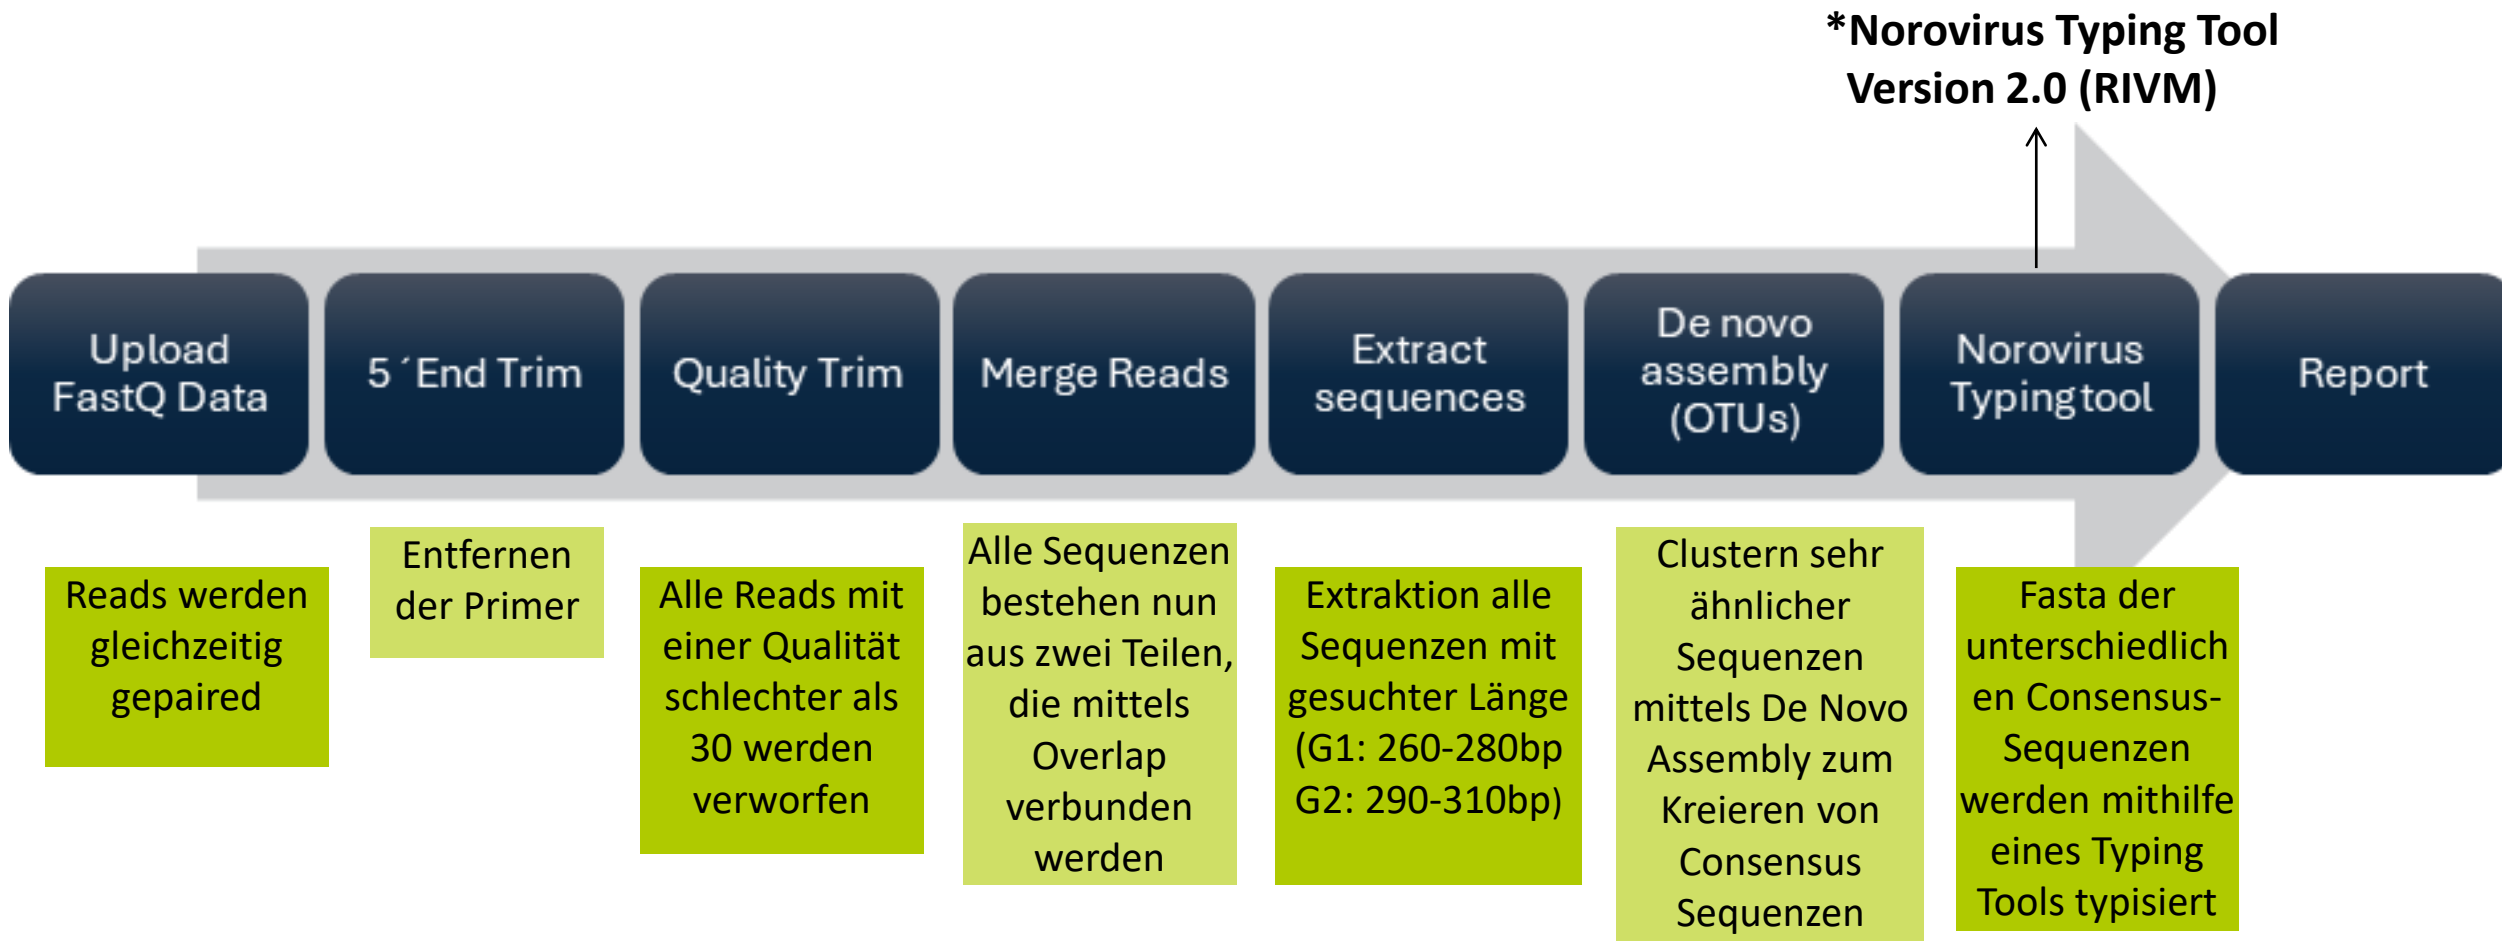 *Norovirus Typing Tool
Version 2.0 (RIVM)
Upload
FastQ Data
5 ´End Trim
Quality Trim
Merge Reads
Extract
sequences
De novo
assembly
(OTUs)
Norovirus
Typing tool
Report
Reads werden
gleichzeitig
gepaired
Entfernen
der Primer
Alle Reads mit
einer Qualität
schlechter als
30 werden
verworfen
Alle Sequenzen
bestehen nun
aus zwei Teilen,
die mittels
Overlap
verbunden
werden
Extraktion alle
Sequenzen mit
gesuchter Länge
(G1: 260-280bp
G2: 290-310bp)
Clustern sehr
ähnlicher
Sequenzen
mittels De Novo
Assembly zum
Kreieren von
Consensus
Sequenzen
Fasta der
unterschiedlich
en Consensus-
Sequenzen
werden mithilfe
eines Typing
Tools typisiert